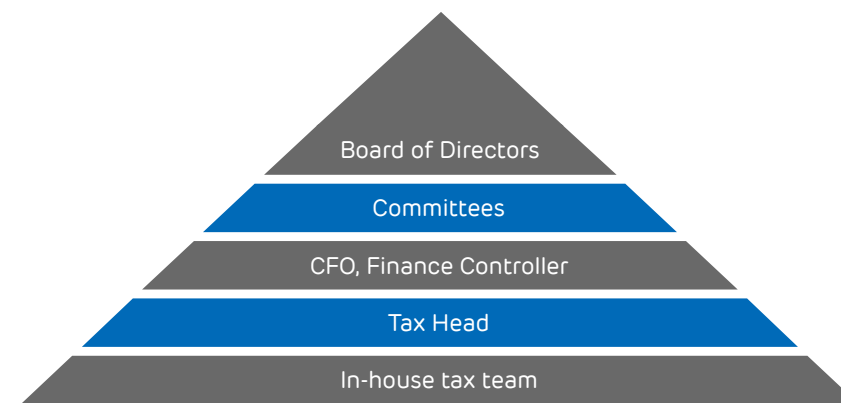 Board of Directors
Committees
CFO, Finance Controller
Tax Head
In-house tax team